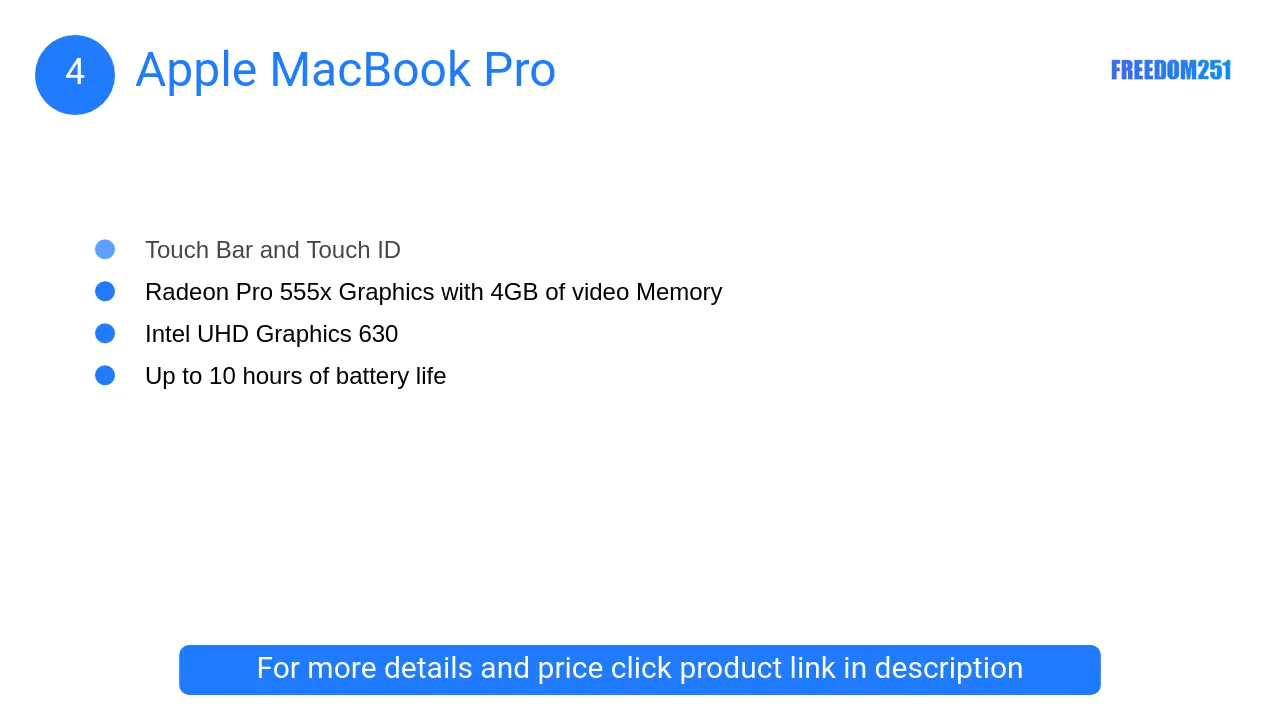 4
Apple MacBook Pro
FREEDOM251
Touch Bar and Touch ID
Radeon Pro 555x Graphics with 4GB of video Memory
Intel UHD Graphics 630
Up to 10 hours of battery life
For more details and price click product link in description